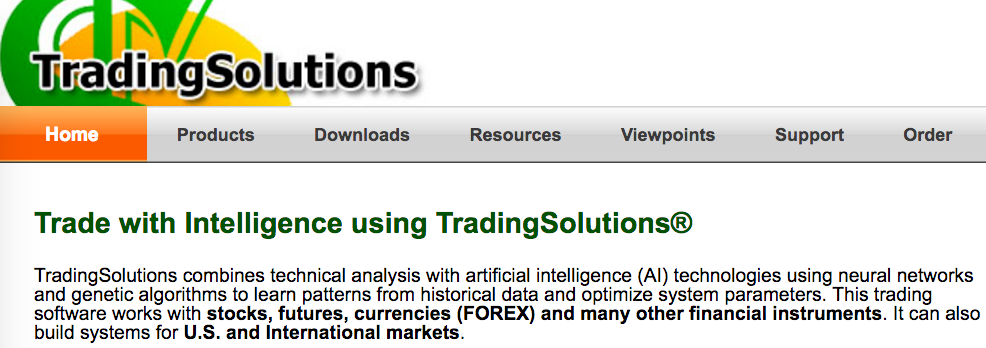 TradingSolutions
Home Products Downloads Resources Viewpoints Support Order
Trade with Intelligence using TradingSolutions®
TradingSolutions combines technical analysis with artificial intelligence (AI) technologies using neural networks
and genetic algorithms to learn patterns from historical data and optimize system parameters. This trading
software works with stocks, futures, currencies (FOREX) and many other financial instruments. It can also
build systems for U.S. and International markets.